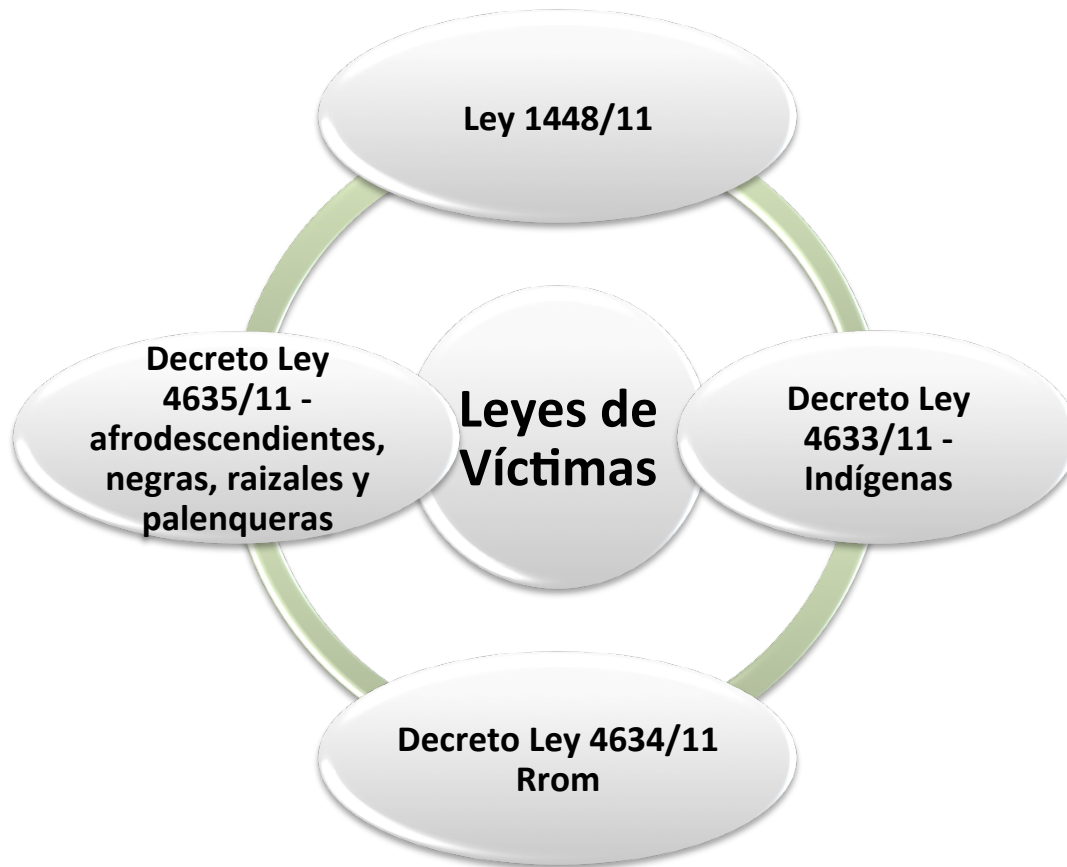 Ley 1448/11
Decreto Ley
4635/11 -
afrodescendientes,
negras, raizales y
palenqueras
Leyes de
Víctimas
Decreto Ley
4633/11 -
Indígenas
Decreto Ley 4634/11
Rrom